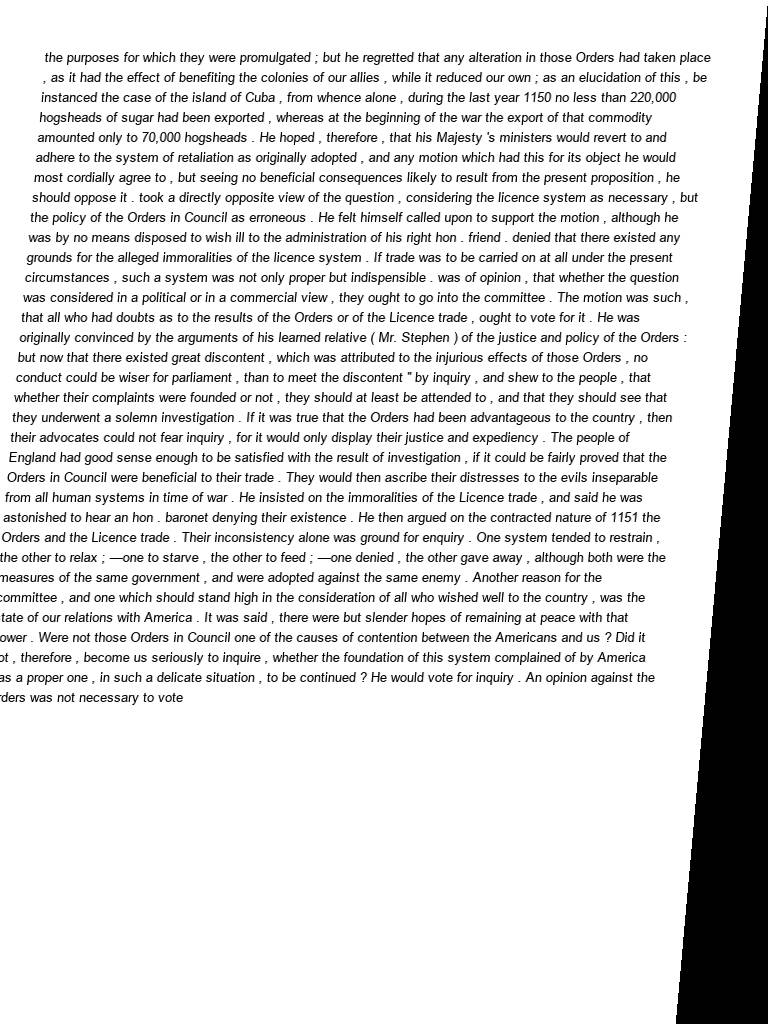 the purposes for which they were promulgated ; but he regretted that any alteration in those Orders had taken place
, as it had the effect of benefiting the colonies of our allies , while it reduced our own ; as an elucidation of this , be
instanced the case of the island of Cuba , from whence alone , during the last year 1150 no less than 220,000
hogsheads of sugar had been exported , whereas at the beginning of the war the export of that commodity
amounted only to 70,000 hogsheads . He hoped , therefore , that his Majesty 's ministers would revert to and
adhere to the system of retaliation as originally adopted , and any motion which had this for its object he would
most cordially agree to , but seeing no beneficial consequences likely to result from the present proposition , he
should oppose it . took a directly opposite view of the question , considering the licence system as necessary , but
the policy of the Orders in Council as erroneous . He felt himself called upon to support the motion , although he
was by no means disposed to wish ill to the administration of his right hon . friend . denied that there existed any
grounds for the alleged immoralities of the licence system . If trade was to be carried on at all under the present
circumstances , such a system was not only proper but indispensible . was of opinion , that whether the question
was considered in a political or in a commercial view , they ought to go into the committee . The motion was such ,
that all who had doubts as to the results of the Orders or of the Licence trade , ought to vote for it . He was
originally convinced by the arguments of his learned relative ( Mr. Stephen ) of the justice and policy of the Orders :
but now that there existed great discontent , which was attributed to the injurious effects of those Orders , no
conduct could be wiser for parliament , than to meet the discontent " by inquiry , and shew to the people , that
whether their complaints were founded or not , they should at least be attended to , and that they should see that
they underwent a solemn investigation . If it was true that the Orders had been advantageous to the country , then
their advocates could not fear inquiry , for it would only display their justice and expediency . The people of
England had good sense enough to be satisfied with the result of investigation , if it could be fairly proved that the
Orders in Council were beneficial to their trade . They would then ascribe their distresses to the evils inseparable
from all human systems in time of war . He insisted on the immoralities of the Licence trade , and said he was
astonished to hear an hon . baronet denying their existence . He then argued on the contracted nature of 1151 the
Orders and the Licence trade . Their inconsistency alone was ground for enquiry . One system tended to restrain ,
the other to relax ; —one to starve , the other to feed ; —one denied , the other gave away , although both were the
measures of the same government , and were adopted against the same enemy . Another reason for the
committee , and one which should stand high in the consideration of all who wished well to the country , was the
tate of our relations with America . It was said , there were but slender hopes of remaining at peace with that
ower . Were not those Orders in Council one of the causes of contention between the Americans and us ? Did it
ot , therefore , become us seriously to inquire , whether the foundation of this system complained of by America
as a proper one , in such a delicate situation , to be continued ? He would vote for inquiry . An opinion against the
rders was not necessary to vote